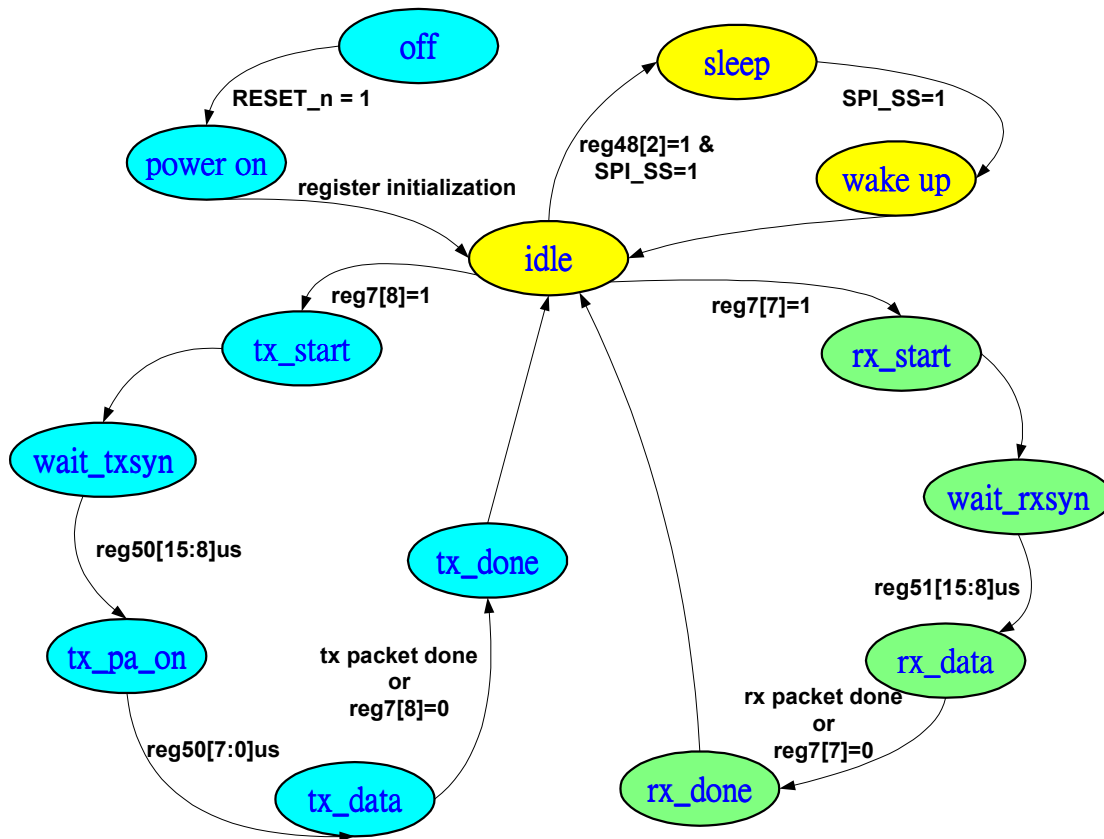 off
sleep
RESET_n = 1
SPI_SS=1
power on
reg48[2]=1 &
SPI_SS=1
wake up
register initialization
idle
reg7[8]=1
reg7[7]=1
tx_start
rx_start
wait_txsyn
wait_rxsyn
reg50[15:8]us
tx_done
reg51[15:8]us
tx_pa_on
tx packet done
or
reg7[8]=0
rx_data
rx packet done
or
reg7[7]=0
reg50[7:0]us
tx_data
rx_done